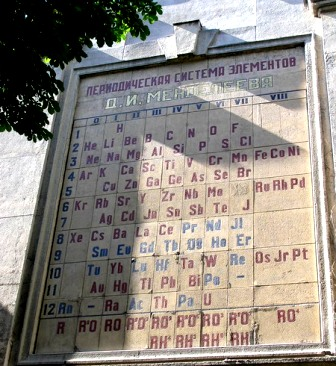 ПЕРИОДИЧЕСКАЯ СИСТЕМА ЭЛЕМЕНТОВ
Д. И. МЕНДЕЛЕЕВА
0 I II III IV V VI VII VIII
1 H
2 He Li Be B C N O F
3 Ne Na Mg Al Si P S Cl
4 Ar K Ca Sc Ti V Cr Mn Fe Co Ni
5 Cu Zn Ga Ge As Se Br
6 Kr Rb Sr Y Zr Nb Mo Ru Rh Pd
7 Ag Cd Jn Sn Sb Te J
8 Xe Cs Ba La Ce Pr Nd Jl
9 Sm Eu Gd Tb Dy Ho Er
10 Tu Yb Lu Hf Ta W Re Os Jr Pt
11 Au Hg Tl Pb Bi Po -
12 Rn - Ra Ac Th Pa U
R R²O RO R²O³ RO² R²O⁵ RO³ R²O⁷ RO⁴
RH⁴ RH³ RH² RH